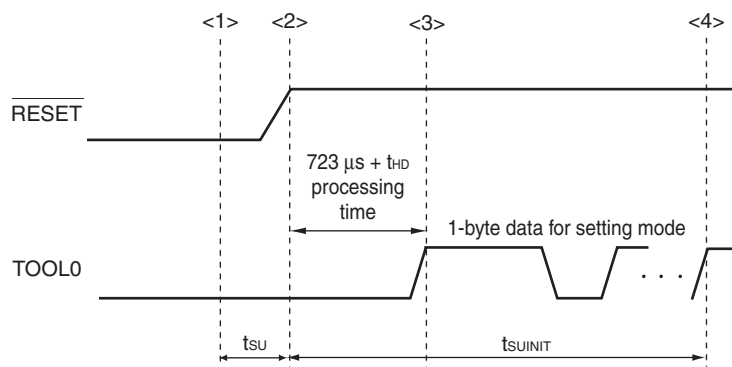 <1> <2> <3> <4>
RESET
723 μs + tHD
processing
time
1-byte data for setting mode
TOOL0
. . .
tSU
tSUINIT